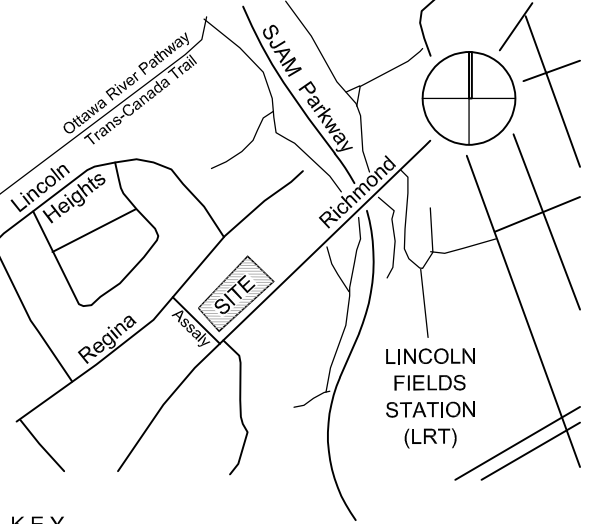 SJAM Parkway
Ottawa River Pathway
Trans-Canada Trail
Lincoln
Heights
Richmond
SITE
Assaly
Regina
LINCOLN
FIELDS
STATION
(LRT)
KEY